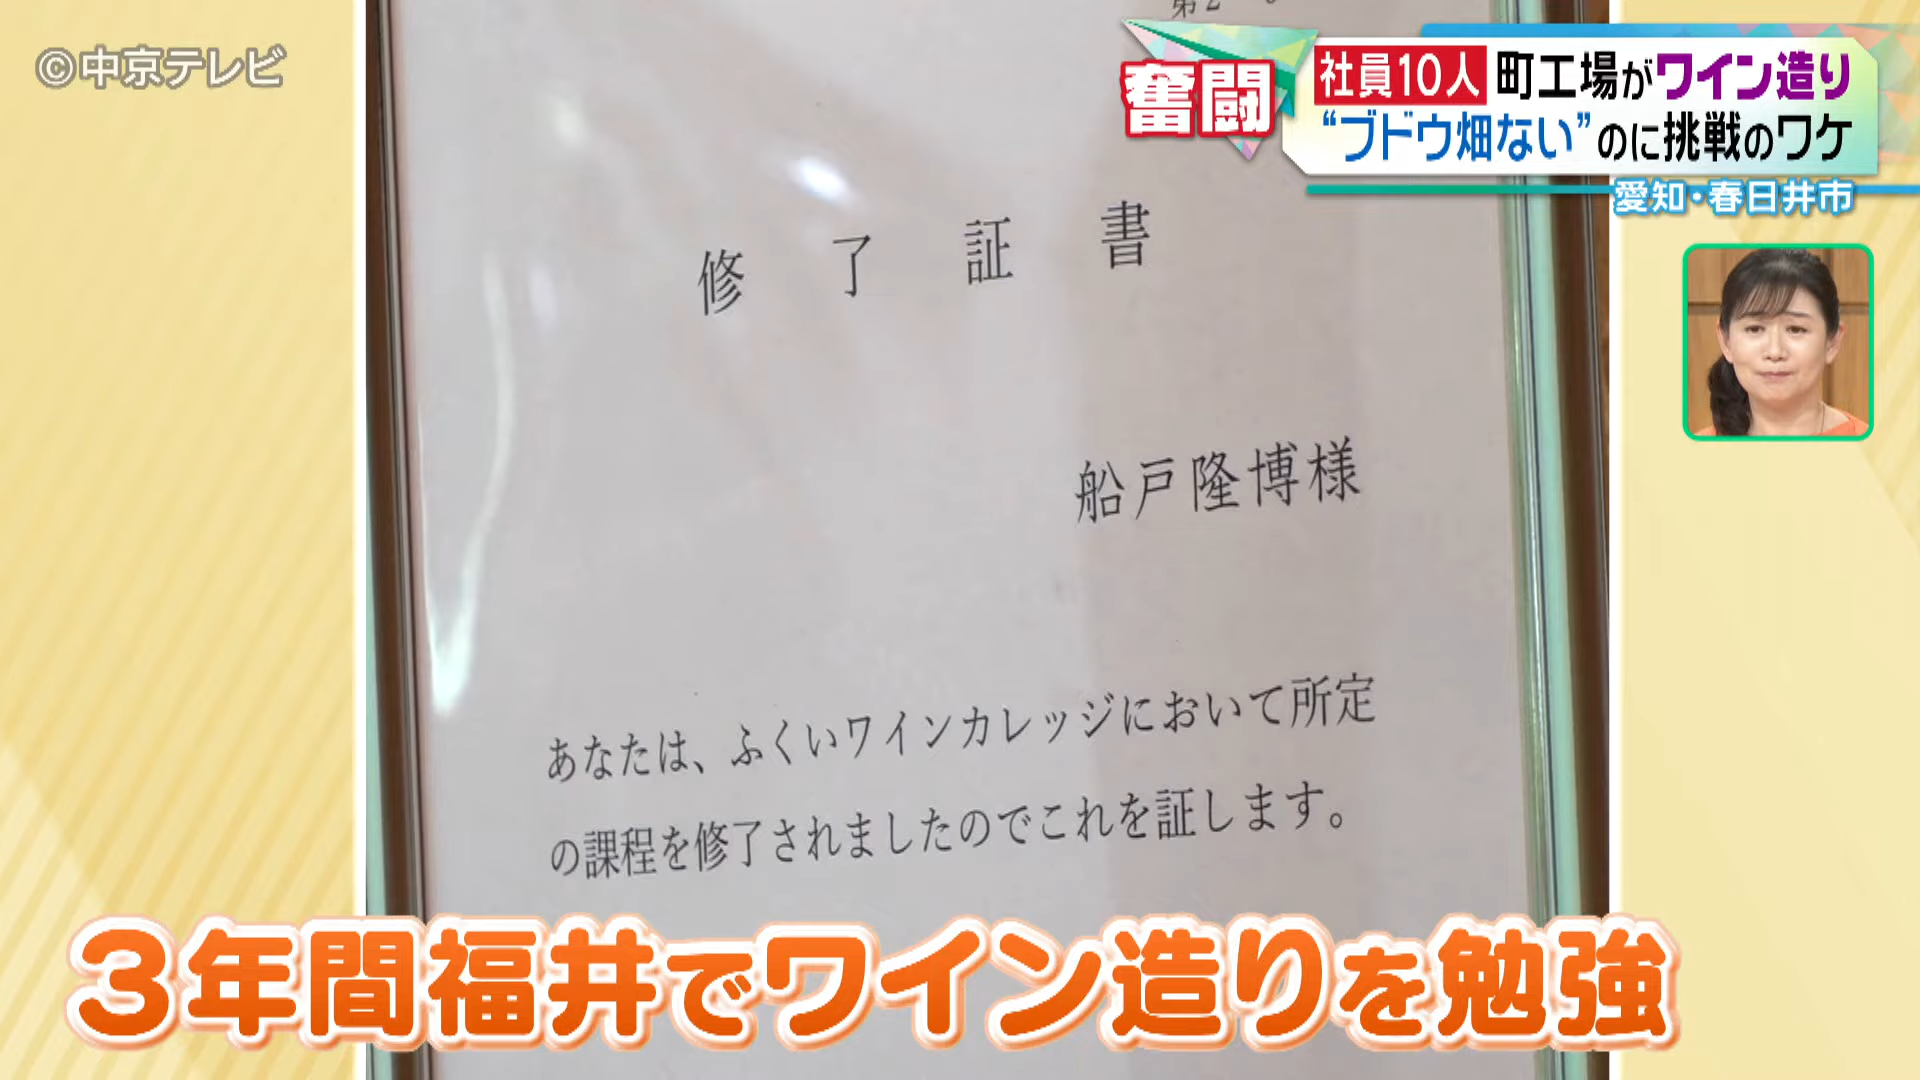 ©中京テレビ
奮闘
社員10人 町工場がワイン造り
“ブドウ畑ない”のに挑戦のワケ
愛知・春日井市
修了証書
船戸隆博様
あなたは、ふくいワインカレッジにおいて所定
の課程を修了されましたのでこれを証します。
3年間福井でワイン造りを勉強